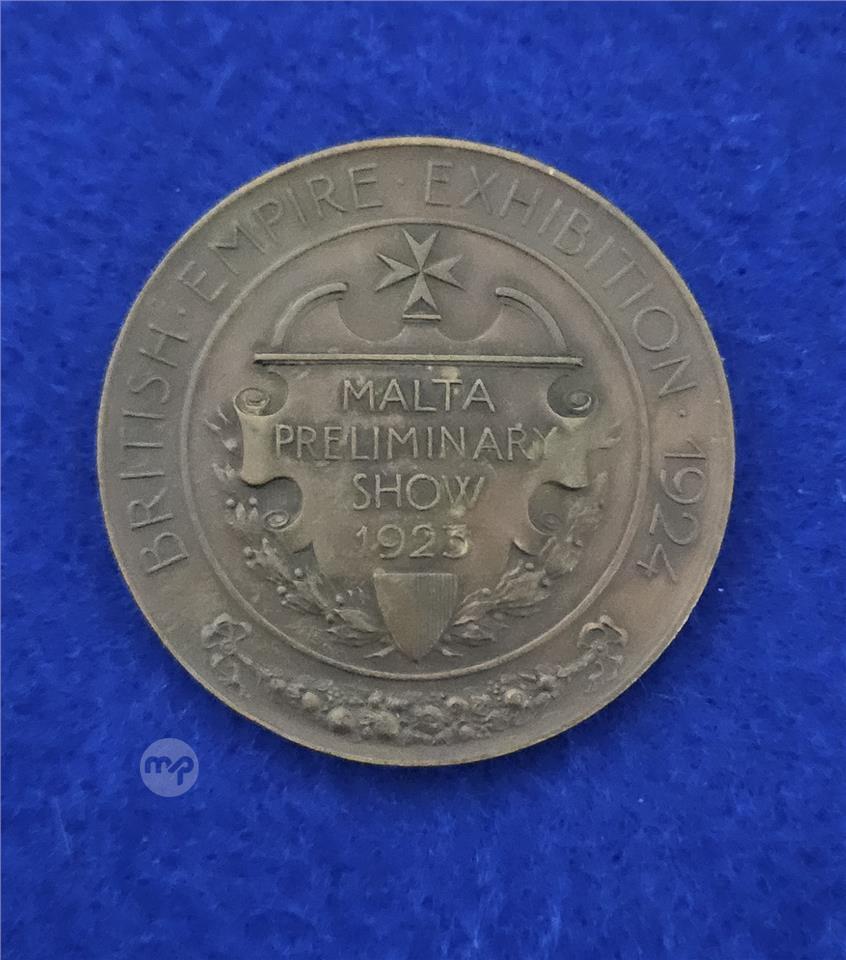 BRITISH · EMPIRE · EXHIBITION · 1924
MALTA
PRELIMINARY
SHOW
1923
mp